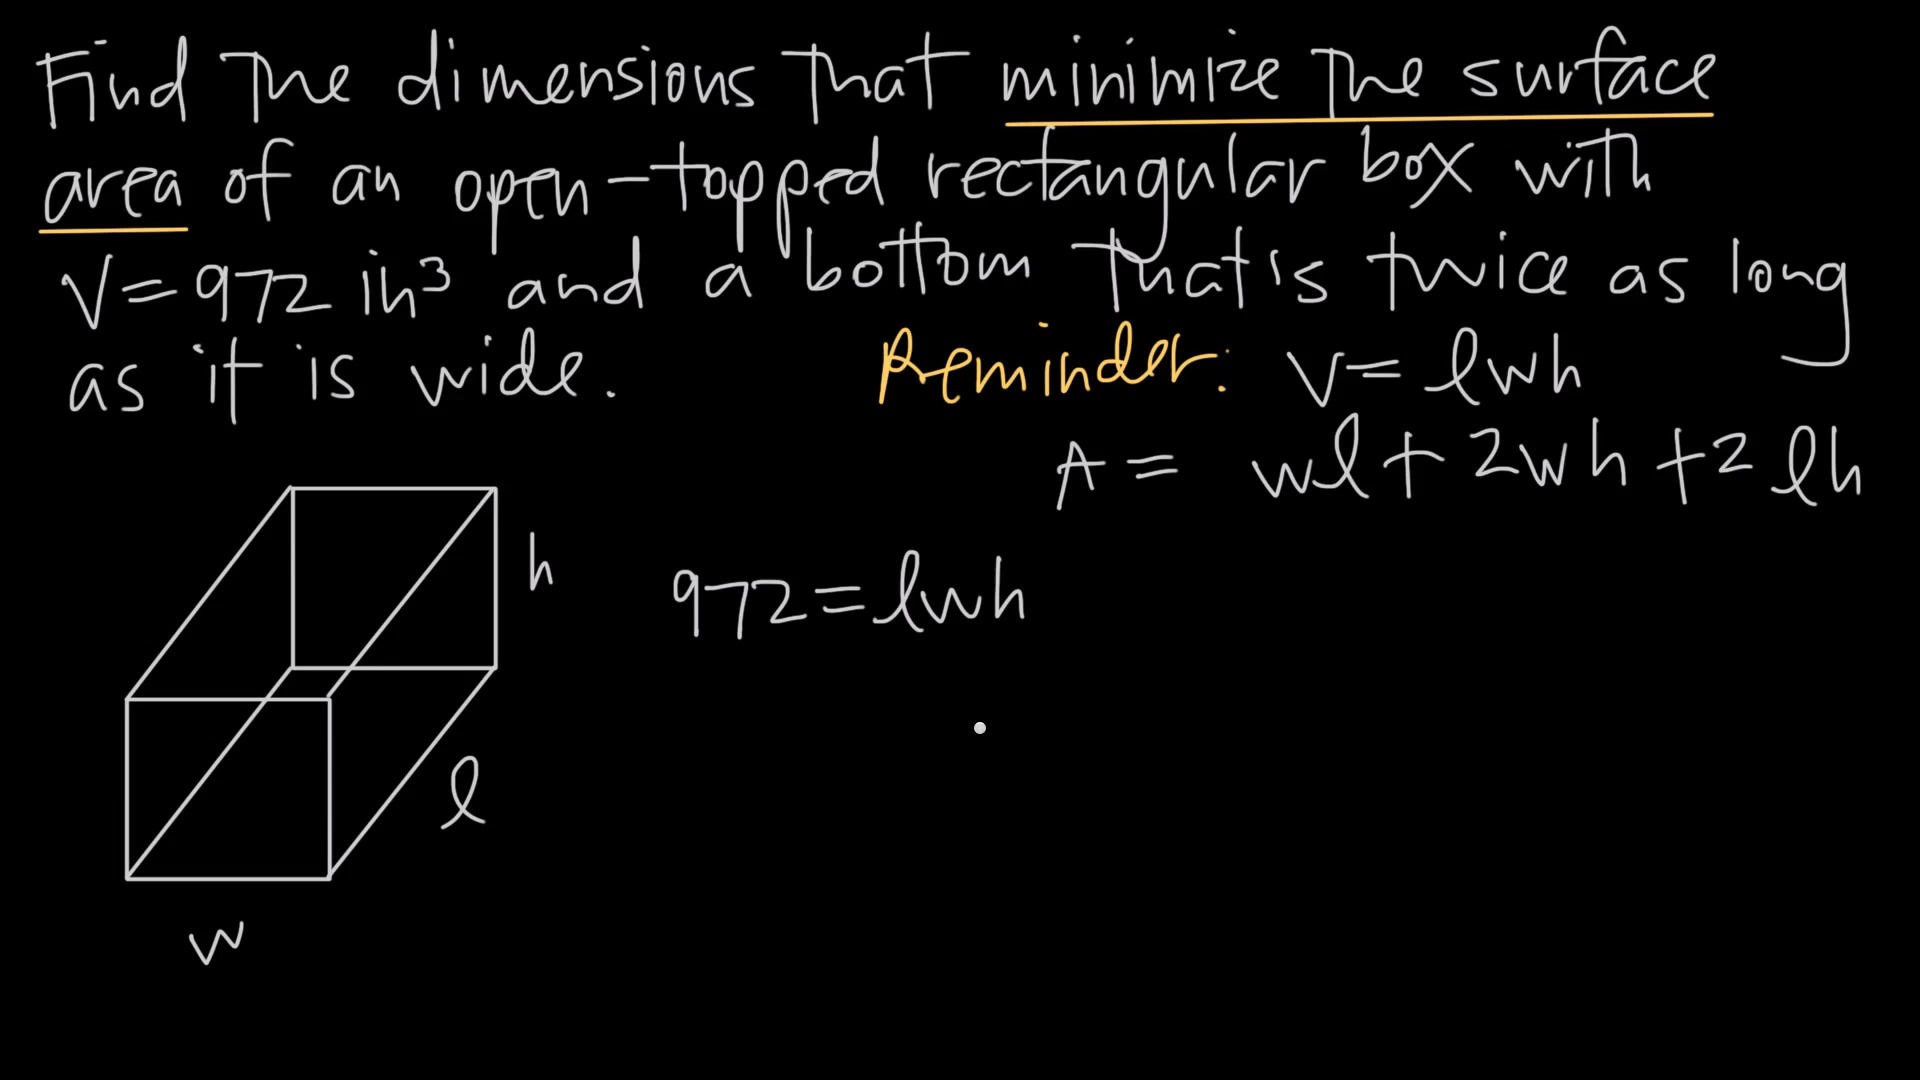 Find the dimensions that minimize the surface
area of an open-topped rectangular box with
V=972 in³ and a bottom that's twice as long
as it is wide. Reminder: V=lwh
A = wl+2wh+2lh
h
972=lwh
l
w